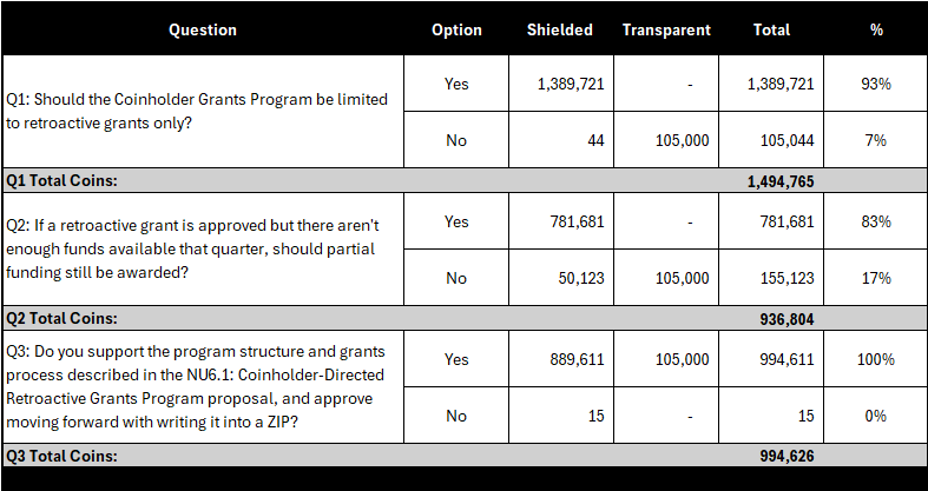 Question Option Shielded Transparent Total %
Q1: Should the Coinholder Grants Program be limited
to retroactive grants only?
Yes 1,389,721 - 1,389,721 93%
No 44 105,000 105,044 7%
Q1 Total Coins: 1,494,765
Q2: If a retroactive grant is approved but there aren't
enough funds available that quarter, should partial
funding still be awarded?
Yes 781,681 - 781,681 83%
No 50,123 105,000 155,123 17%
Q2 Total Coins: 936,804
Q3: Do you support the program structure and grants
process described in the NU6.1: Coinholder-Directed
Retroactive Grants Program proposal, and approve
moving forward with writing it into a ZIP?
Yes 889,611 105,000 994,611 100%
No 15 - 15 0%
Q3 Total Coins: 994,626